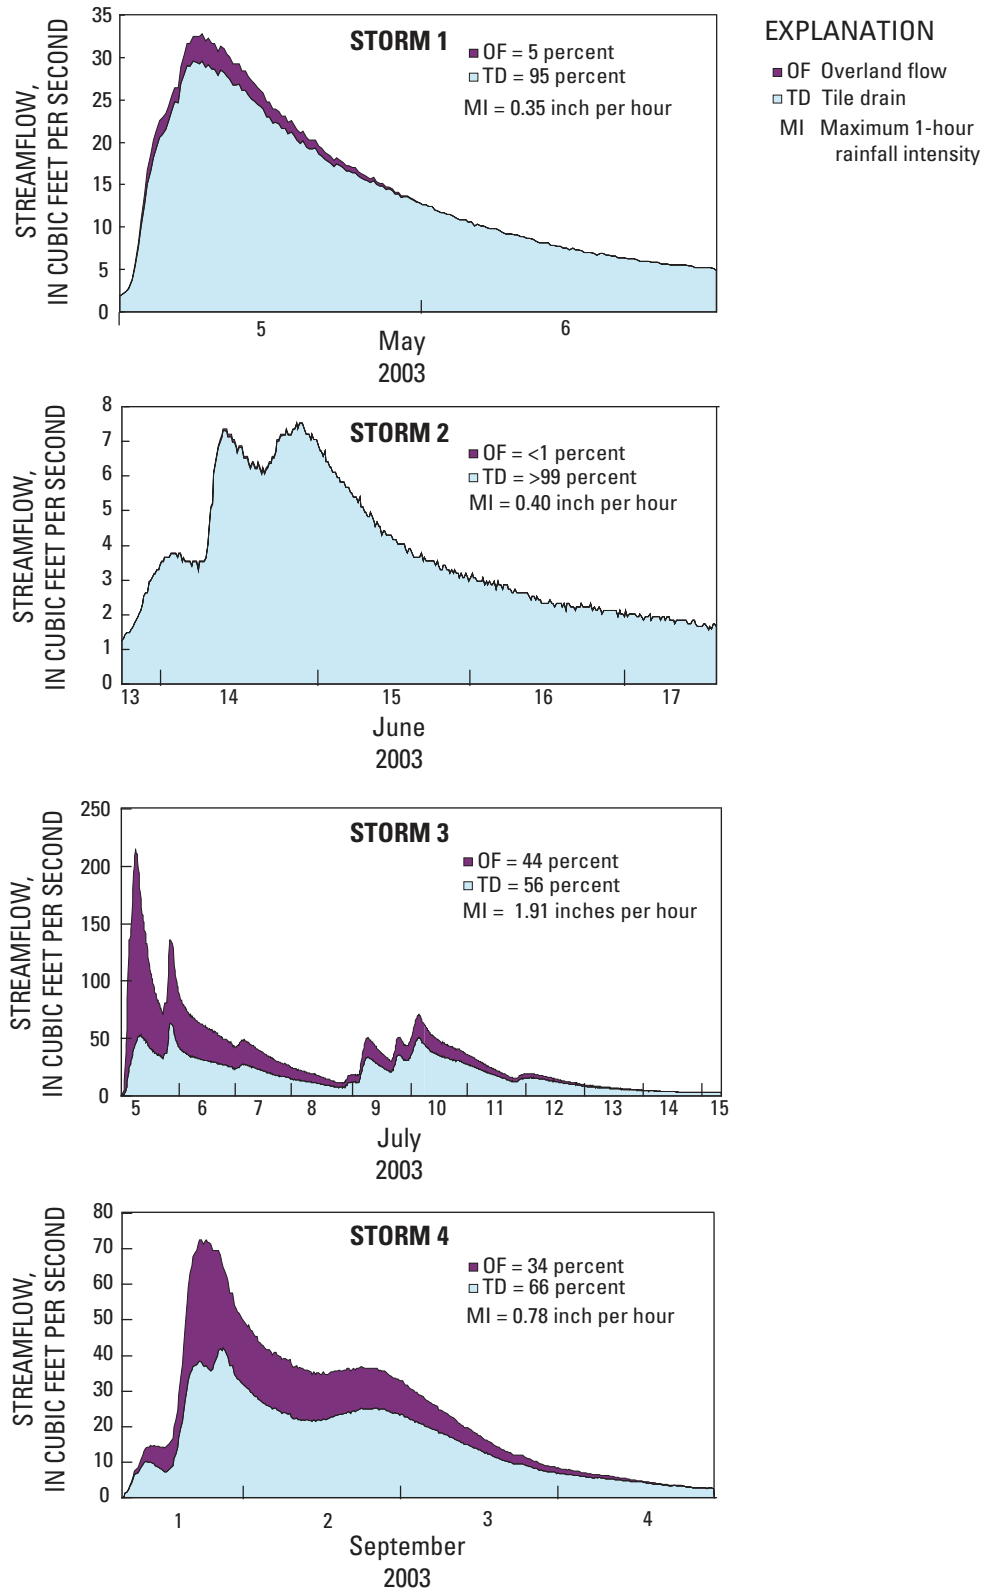 35
30
25
20
15
10
5
0
STREAMFLOW,
IN CUBIC FEET PER SECOND
STORM 1
OF = 5 percent
TD = 95 percent
MI = 0.35 inch per hour
5
6
May
2003
EXPLANATION
OF Overland flow
TD Tile drain
MI Maximum 1-hour
rainfall intensity
8
7
6
5
4
3
2
1
0
STREAMFLOW,
IN CUBIC FEET PER SECOND
STORM 2
OF = <1 percent
TD = >99 percent
MI = 0.40 inch per hour
13
14
15
16
17
June
2003
250
200
150
100
50
0
STREAMFLOW,
IN CUBIC FEET PER SECOND
STORM 3
OF = 44 percent
TD = 56 percent
MI = 1.91 inches per hour
5
6
7
8
9
10
11
12
13
14
15
July
2003
80
70
60
50
40
30
20
10
0
STREAMFLOW,
IN CUBIC FEET PER SECOND
STORM 4
OF = 34 percent
TD = 66 percent
MI = 0.78 inch per hour
1
2
3
4
September
2003